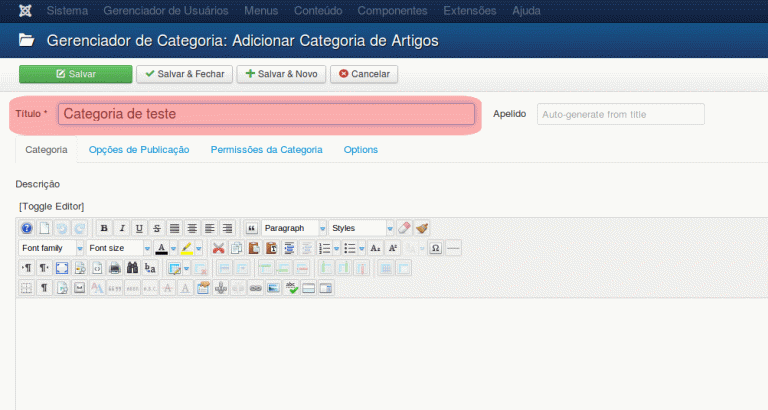 Sistema Gerenciador de Usuários Menus Conteúdo Componentes Extensões Ajuda
Gerenciador de Categoria: Adicionar Categoria de Artigos
Salvar Salvar & Fechar Salvar & Novo Cancelar
Título * Categoria de teste Apelido Auto-generate from title
Categoria Opções de Publicação Permissões da Categoria Options
Descrição
[Toggle Editor]
Paragraph Styles
Font family Font size